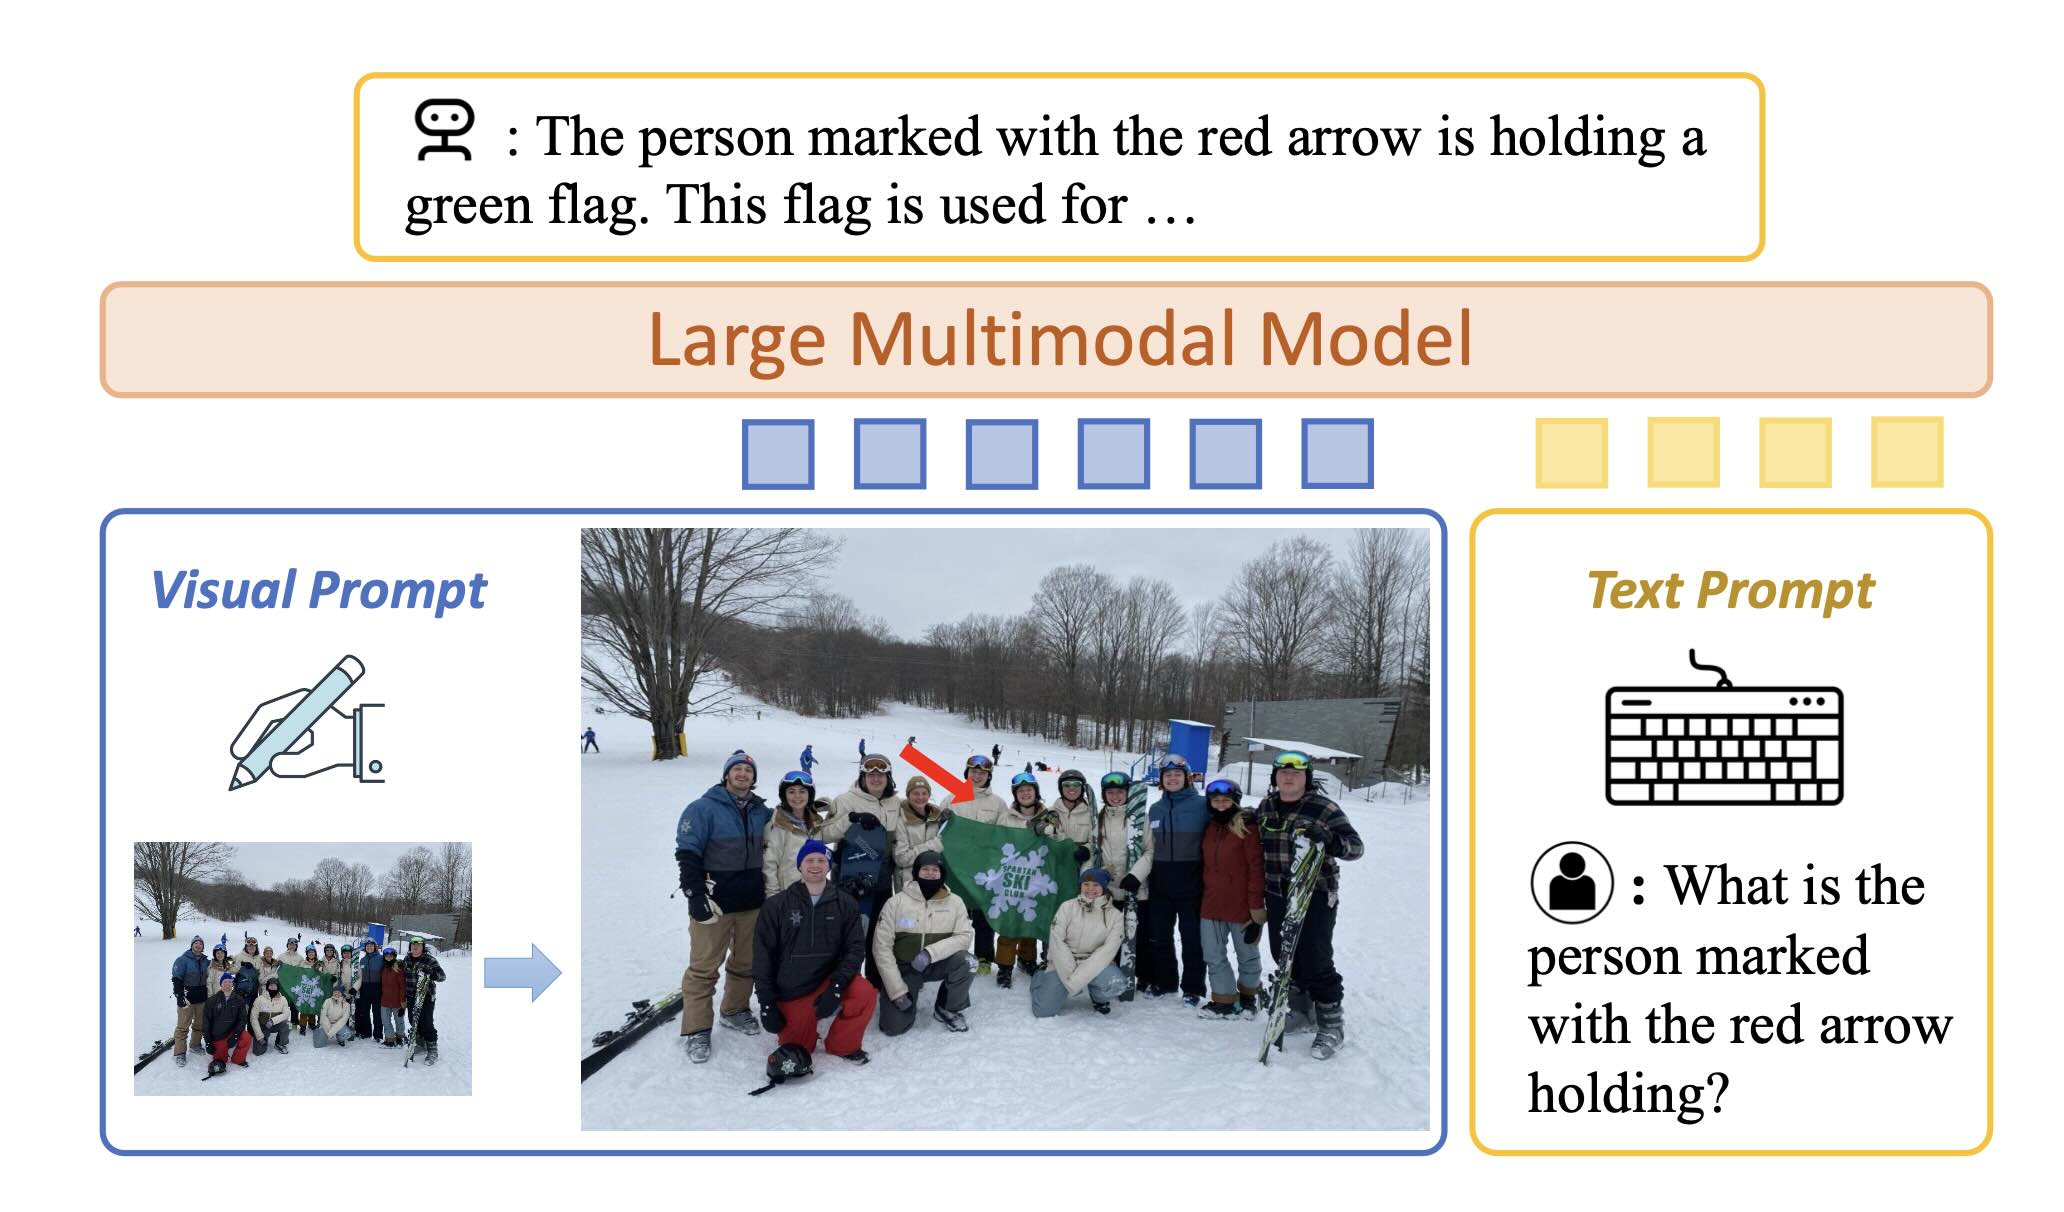 : The person marked with the red arrow is holding a
green flag. This flag is used for …
Large Multimodal Model
Visual Prompt
SPARTAN
SKI
CLUB
Text Prompt
: What is the
person marked
with the red arrow
holding?